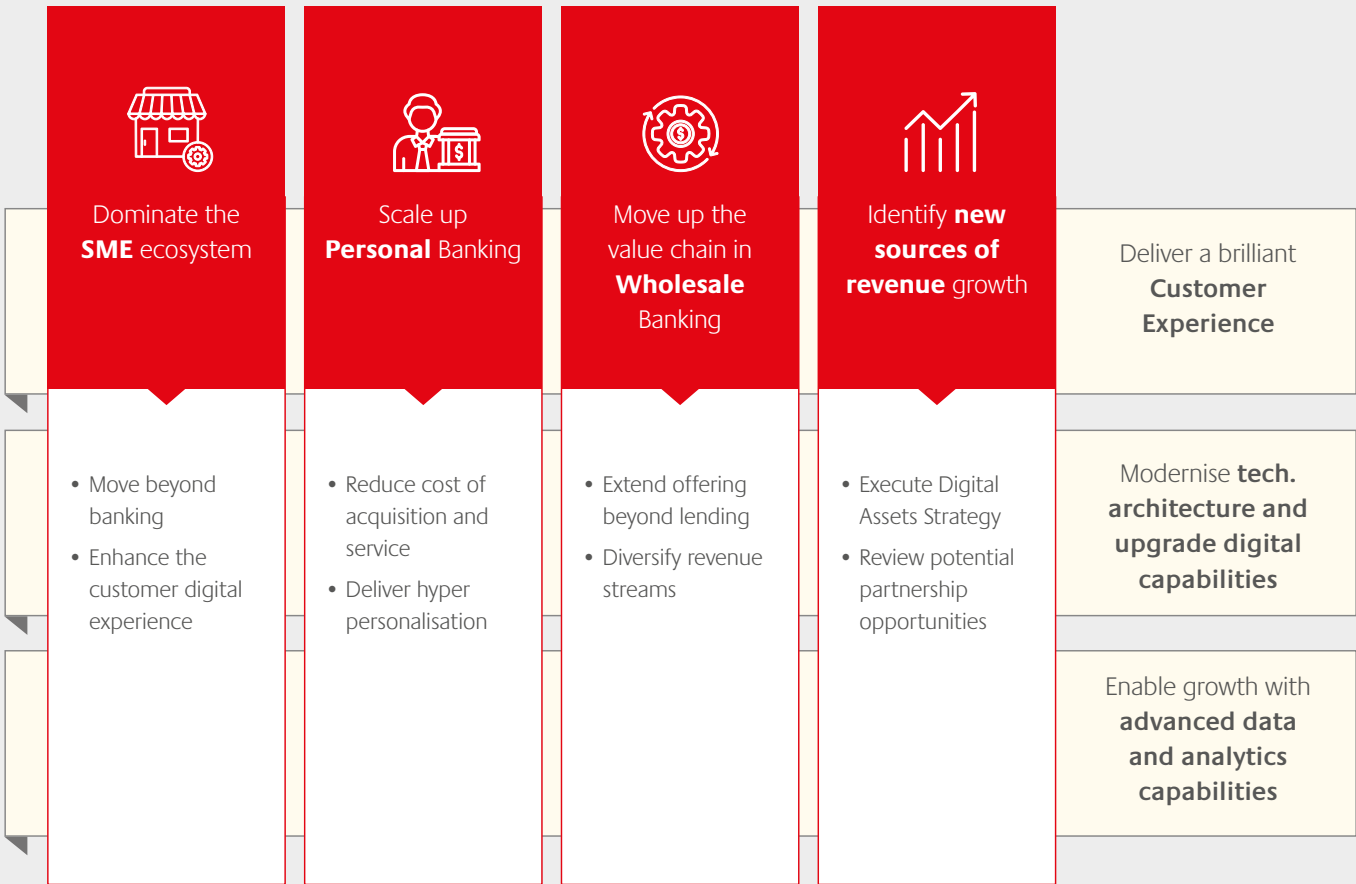 Dominate the
SME ecosystem
Scale up
Personal Banking
Move up the
value chain in
Wholesale
Banking
Identify new
sources of
revenue growth
Deliver a brilliant
Customer
Experience
• Move beyond
banking
• Enhance the
customer digital
experience
• Reduce cost of
acquisition and
service
• Deliver hyper
personalisation
• Extend offering
beyond lending
• Diversify revenue
streams
• Execute Digital
Assets Strategy
• Review potential
partnership
opportunities
Modernise tech.
architecture and
upgrade digital
capabilities
Enable growth with
advanced data
and analytics
capabilities